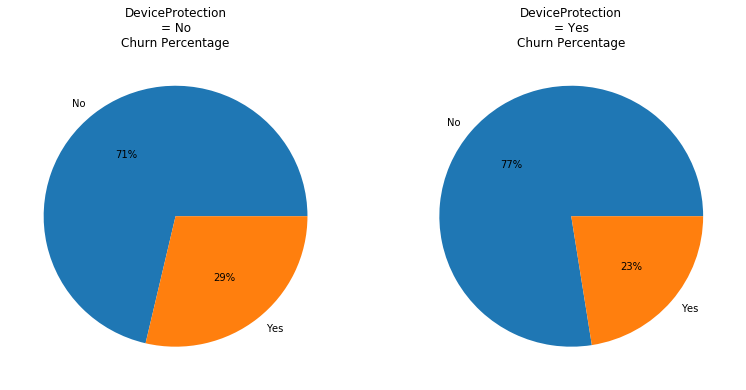 DeviceProtection
= No
Churn Percentage
No
71%
29%
Yes
DeviceProtection
= Yes
Churn Percentage
No
77%
23%
Yes